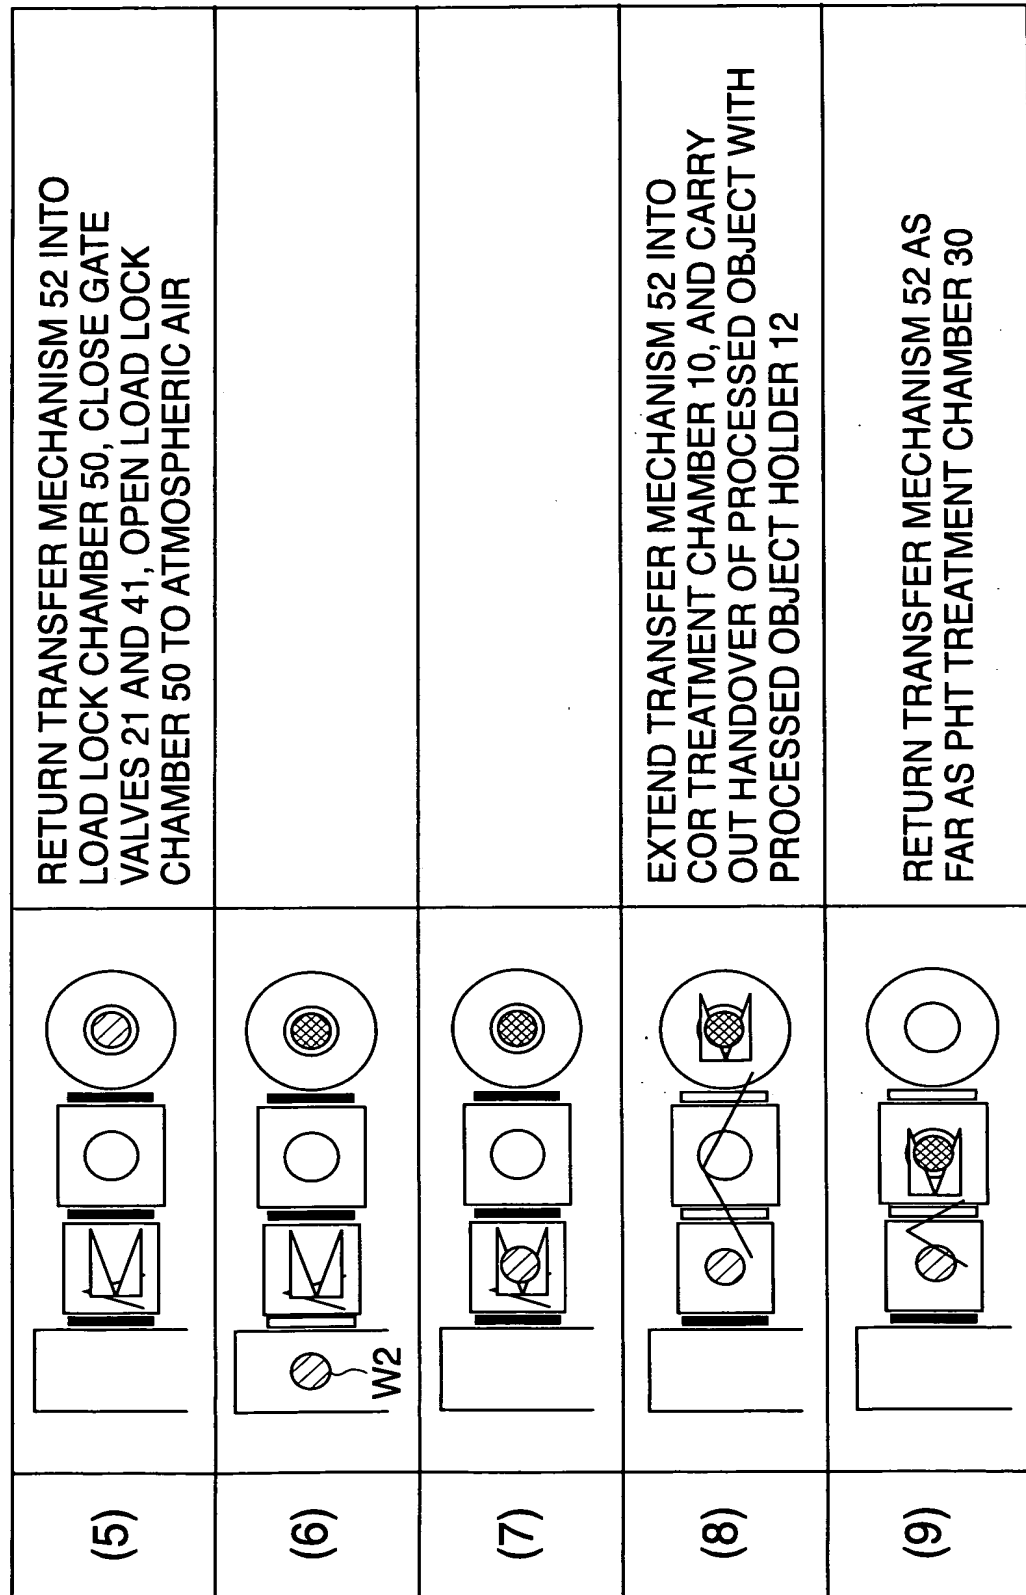 (5)
RETURN TRANSFER MECHANISM 52 INTO
LOAD LOCK CHAMBER 50, CLOSE GATE
VALVES 21 AND 41, OPEN LOAD LOCK
CHAMBER 50 TO ATMOSPHERIC AIR
(6)
W2
(7)
(8)
EXTEND TRANSFER MECHANISM 52 INTO
COR TREATMENT CHAMBER 10, AND CARRY
OUT HANDOVER OF PROCESSED OBJECT WITH
PROCESSED OBJECT HOLDER 12
(9)
RETURN TRANSFER MECHANISM 52 AS
FAR AS PHT TREATMENT CHAMBER 30